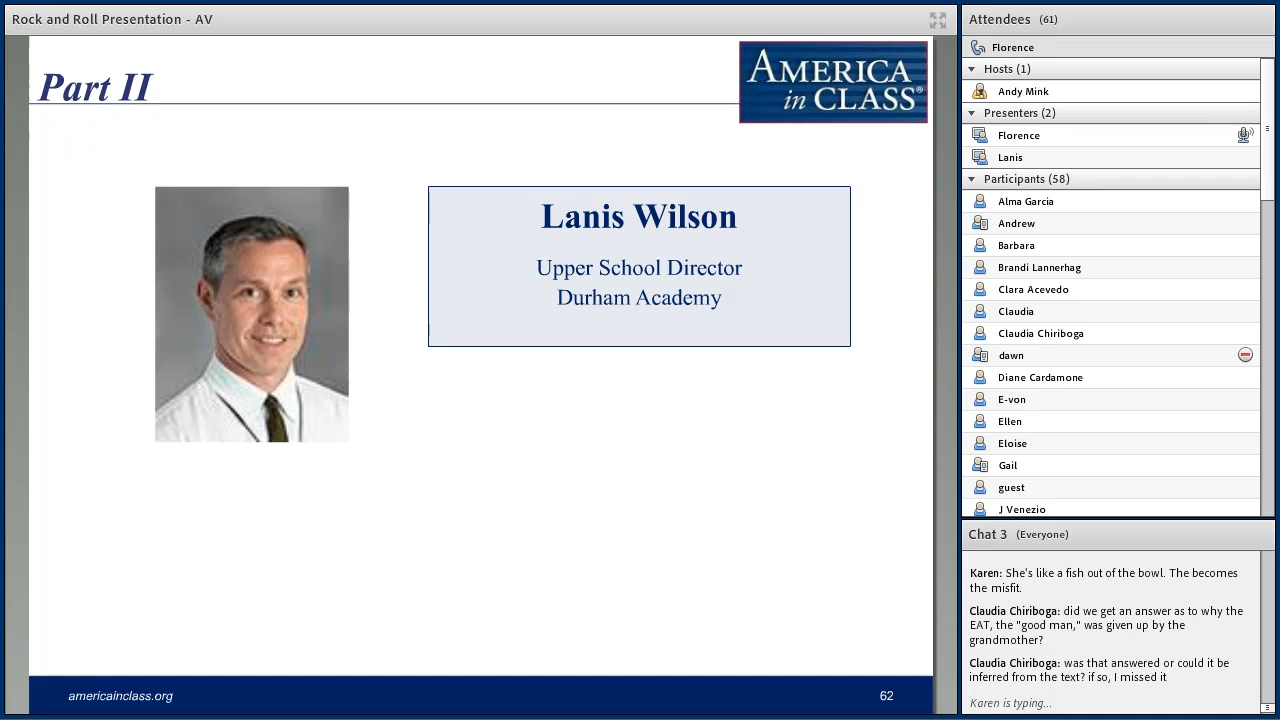 Rock and Roll Presentation - AV
Part II
AMERICA
in CLASS®
Lanis Wilson
Upper School Director
Durham Academy
americainclass.org
62
Attendees (61)
Florence
Hosts (1)
Andy Mink
Presenters (2)
Florence
Lanis
Participants (58)
Alma Garcia
Andrew
Barbara
Brandi Lannerhag
Clara Acevedo
Claudia
Claudia Chiriboga
dawn
Diane Cardamone
E-von
Ellen
Eloise
Gail
guest
J Venezio
Chat 3 (Everyone)
Karen: She's like a fish out of the bowl. The becomes
the misfit.
Claudia Chiriboga: did we get an answer as to why the
EAT, the "good man," was given up by the
grandmother?
Claudia Chiriboga: was that answered or could it be
inferred from the text? if so, I missed it
Karen is typing...